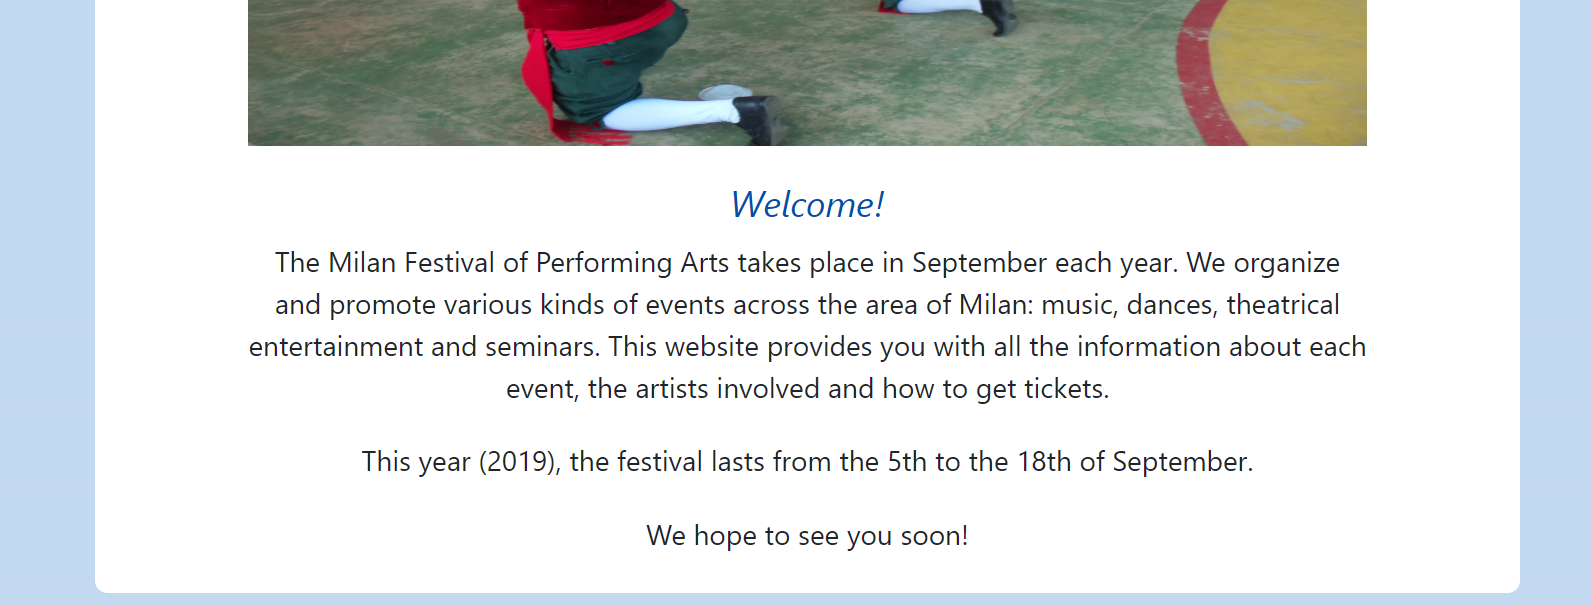 Welcome!
The Milan Festival of Performing Arts takes place in September each year. We organize
and promote various kinds of events across the area of Milan: music, dances, theatrical
entertainment and seminars. This website provides you with all the information about each
event, the artists involved and how to get tickets.
This year (2019), the festival lasts from the 5th to the 18th of September.
We hope to see you soon!